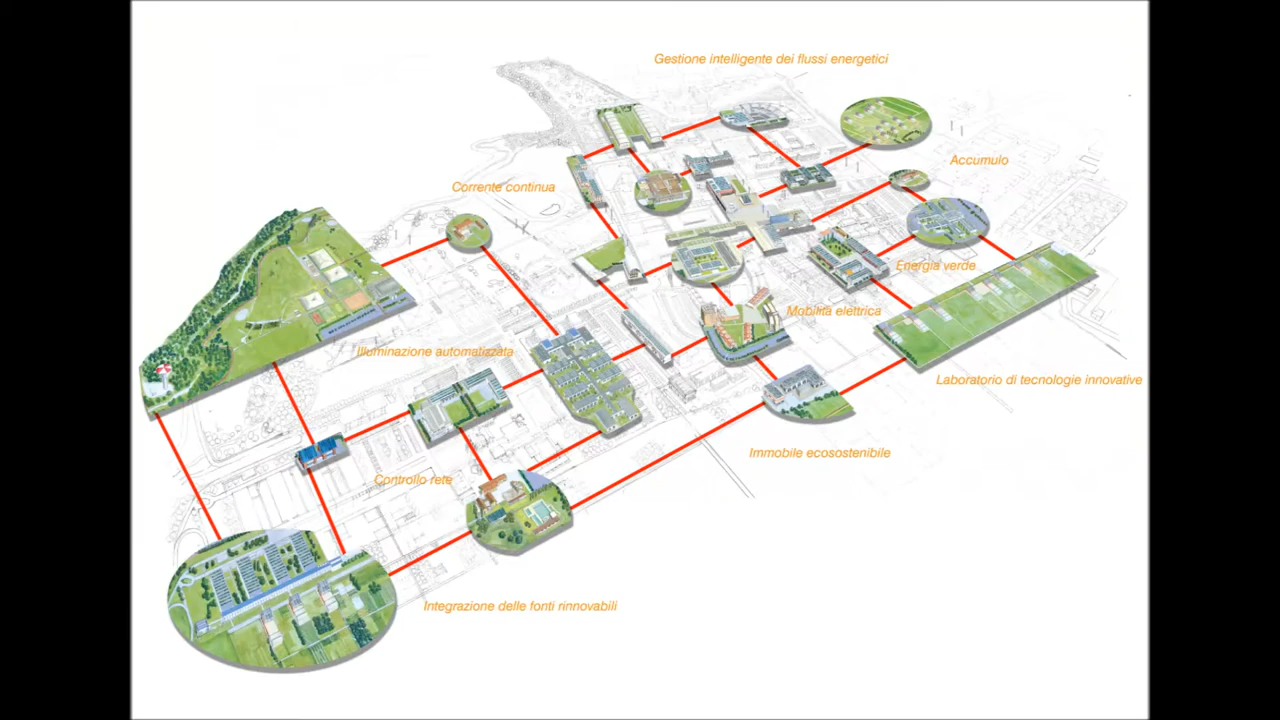 Gestione intelligente dei flussi energetici
Accumulo
Corrente continua
Energia verde
Mobilità elettrica
Illuminazione automatizzata
Laboratorio di tecnologie innovative
Immobile ecosostenibile
Controllo rete
Integrazione delle fonti rinnovabili